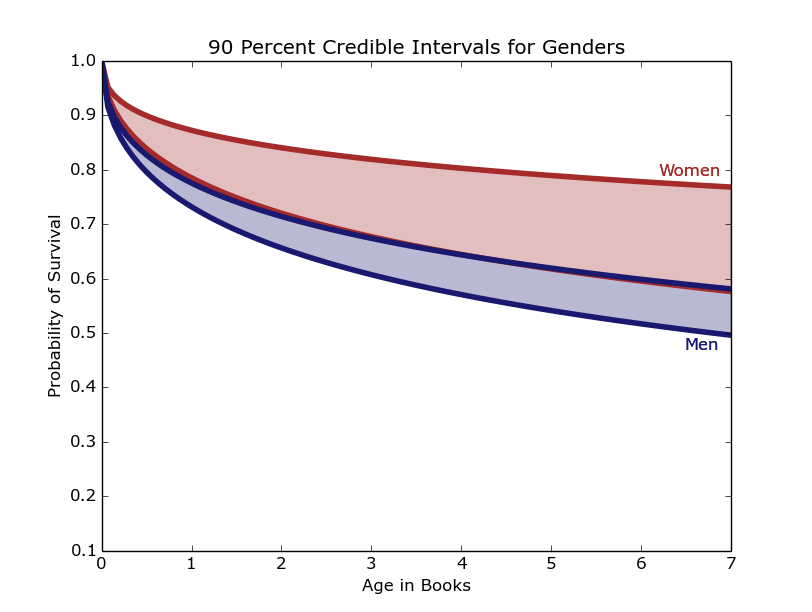 90 Percent Credible Intervals for Genders
1.0
0.9
0.8
0.7
0.6
0.5
0.4
0.3
0.2
0.1
Probability of Survival
Women
Men
0 1 2 3 4 5 6 7
Age in Books